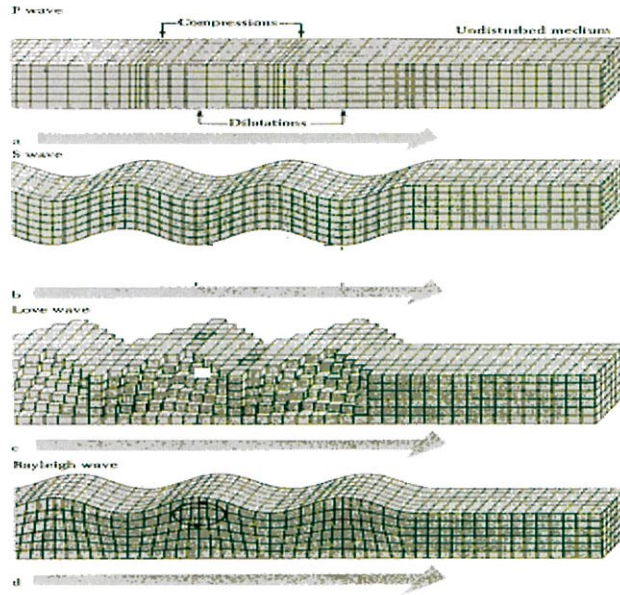 P wave
Compressions
Undisturbed medium
Dilatations
a
S wave
b
Love wave
c
Rayleigh wave
d